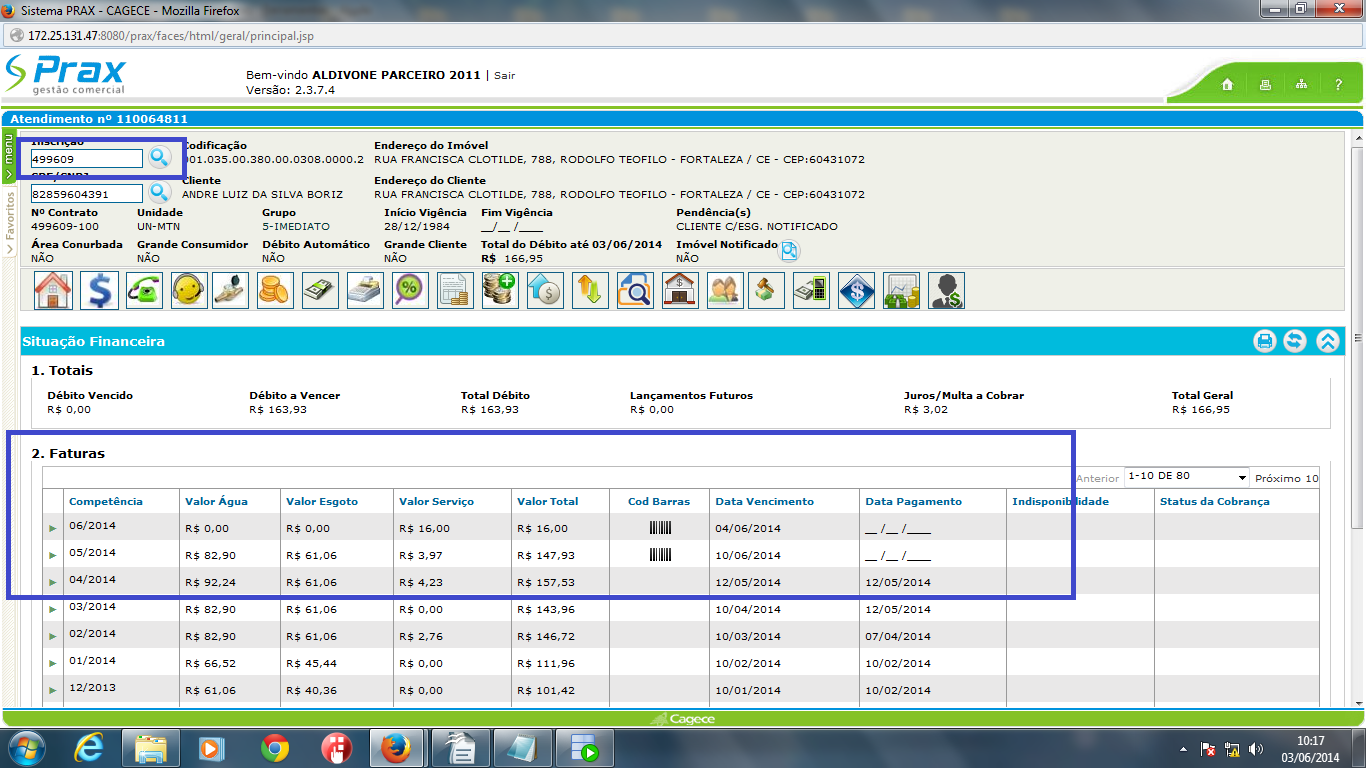 Sistema PRAX - CAGECE - Mozilla Firefox
172.25.131.47:8080/prax/faces/html/geral/principal.jsp
Prax
gestão comercial
Bem-vindo ALDIVONE PARCEIRO 2011 | Sair
Versão: 2.3.7.4
?
Atendimento nº 110064811
menu
Favoritos
Inscrição Codificação Endereço do Imóvel
499609 001.035.00.380.00.0308.0000.2 RUA FRANCISCA CLOTILDE, 788, RODOLFO TEOFILO - FORTALEZA / CE - CEP:60431072
CPF/CNPJ Cliente Endereço do Cliente
82859604391 ANDRE LUIZ DA SILVA BORIZ RUA FRANCISCA CLOTILDE, 788, RODOLFO TEOFILO - FORTALEZA / CE - CEP:60431072
Nº Contrato Unidade Grupo Início Vigência Fim Vigência Pendência(s)
499609-100 UN-MTN 5-IMEDIATO 28/12/1984 __/__ /____ CLIENTE C/ESG. NOTIFICADO
Área Conurbada Grande Consumidor Débito Automático Grande Cliente Total do Débito até 03/06/2014 Imóvel Notificado
NÃO NÃO NÃO NÃO R$ 166,95 NÃO
Situação Financeira
1. Totais
Débito Vencido Débito a Vencer Total Débito Lançamentos Futuros Juros/Multa a Cobrar Total Geral
R$ 0,00 R$ 163,93 R$ 163,93 R$ 0,00 R$ 3,02 R$ 166,95
2. Faturas
Anterior 1-10 DE 80 Próximo 10
Competência Valor Água Valor Esgoto Valor Serviço Valor Total Cod Barras Data Vencimento Data Pagamento Indisponibilidade Status da Cobrança
06/2014 R$ 0,00 R$ 0,00 R$ 16,00 R$ 16,00 04/06/2014 __ /__ /____
05/2014 R$ 82,90 R$ 61,06 R$ 3,97 R$ 147,93 10/06/2014 __ /__ /____
04/2014 R$ 92,24 R$ 61,06 R$ 4,23 R$ 157,53 12/05/2014 12/05/2014
03/2014 R$ 82,90 R$ 61,06 R$ 0,00 R$ 143,96 10/04/2014 12/05/2014
02/2014 R$ 82,90 R$ 61,06 R$ 2,76 R$ 146,72 10/03/2014 07/04/2014
01/2014 R$ 66,52 R$ 45,44 R$ 0,00 R$ 111,96 10/02/2014 10/02/2014
12/2013 R$ 61,06 R$ 40,36 R$ 0,00 R$ 101,42 10/01/2014 10/02/2014
Cagece
10:17
03/06/2014